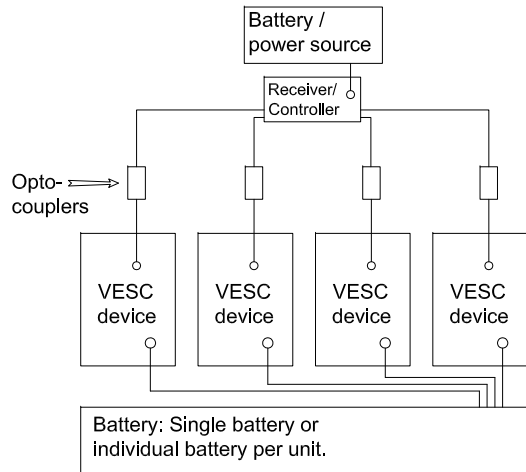 Battery /
power source
Receiver/
Controller
Opto-
couplers
VESC
device
VESC
device
VESC
device
VESC
device
Battery: Single battery or
individual battery per unit.